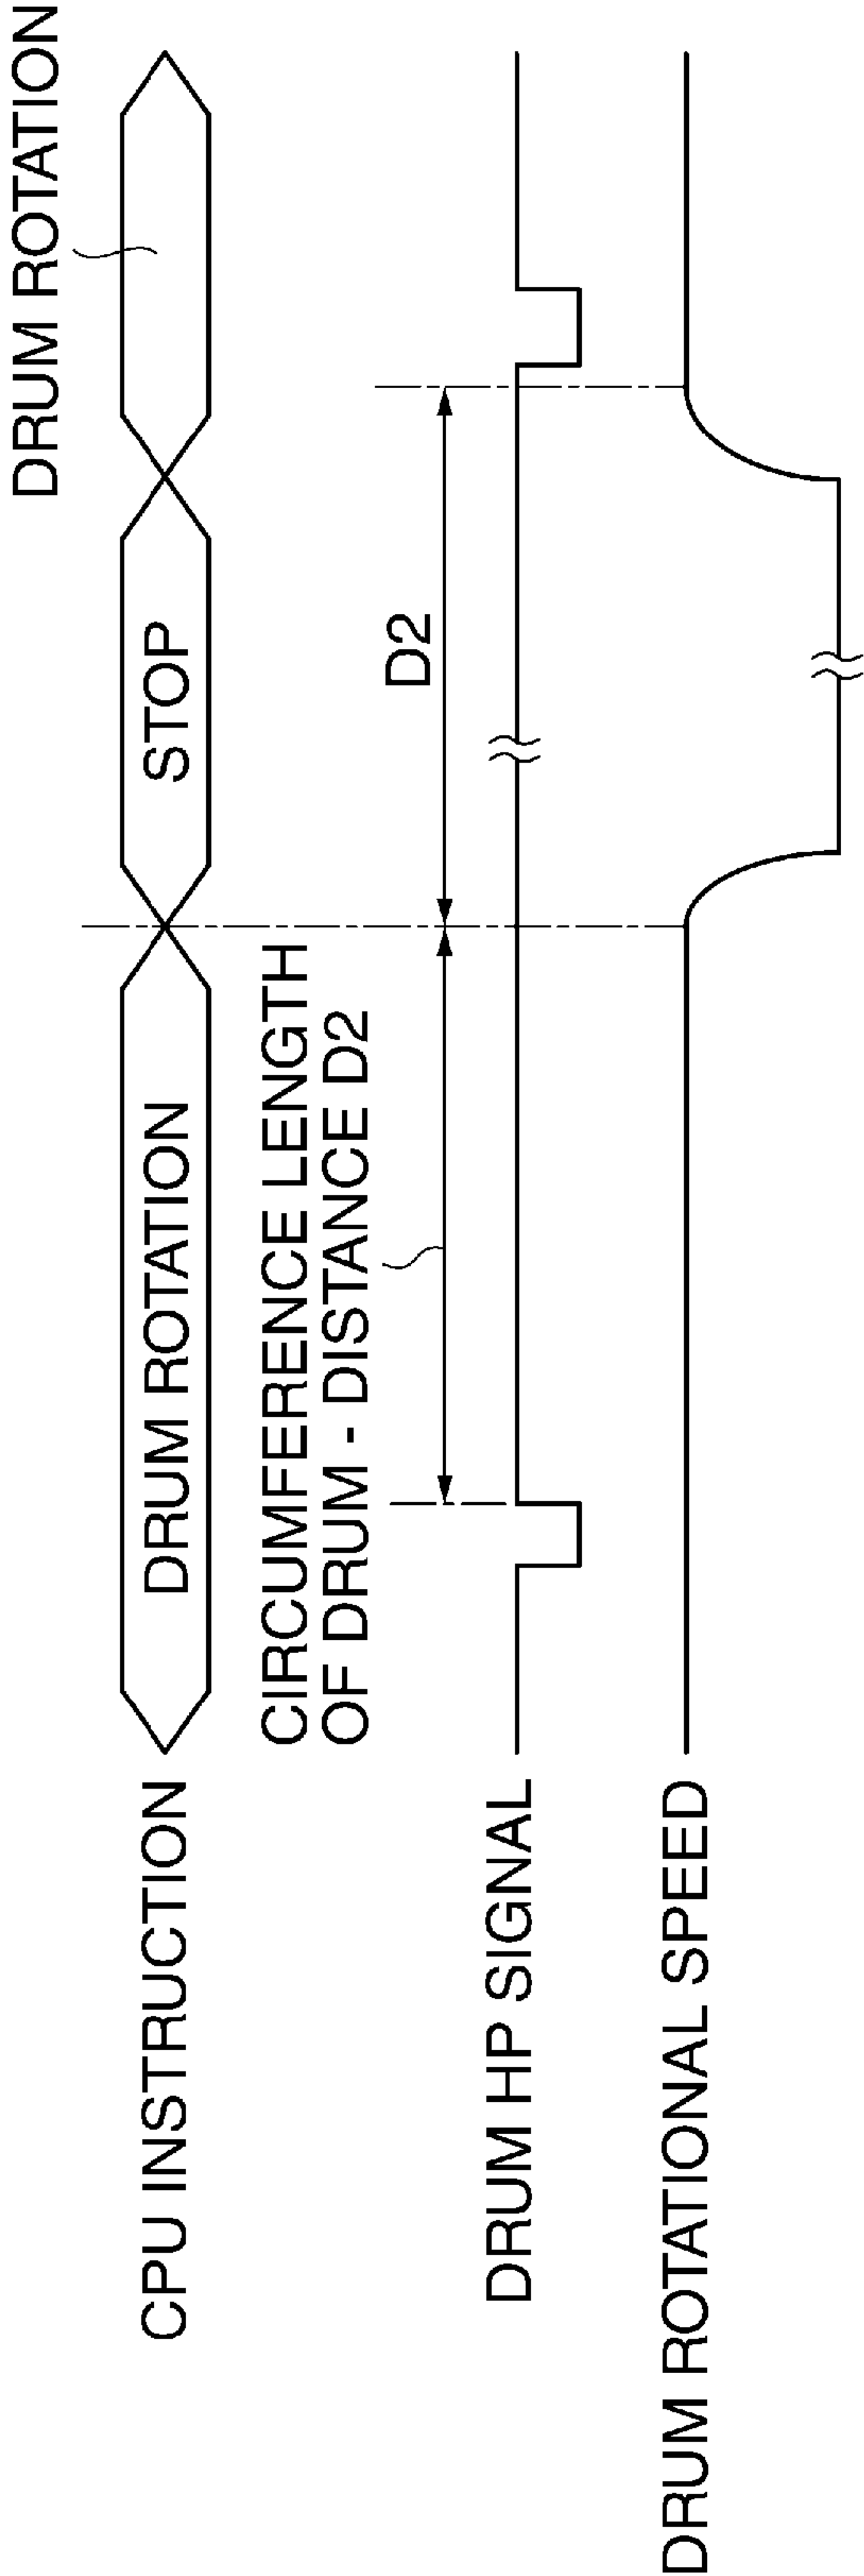 DRUM ROTATION
CPU INSTRUCTION
DRUM ROTATION
STOP
CIRCUMFERENCE LENGTH
OF DRUM - DISTANCE D2
D2
DRUM HP SIGNAL
DRUM ROTATIONAL SPEED